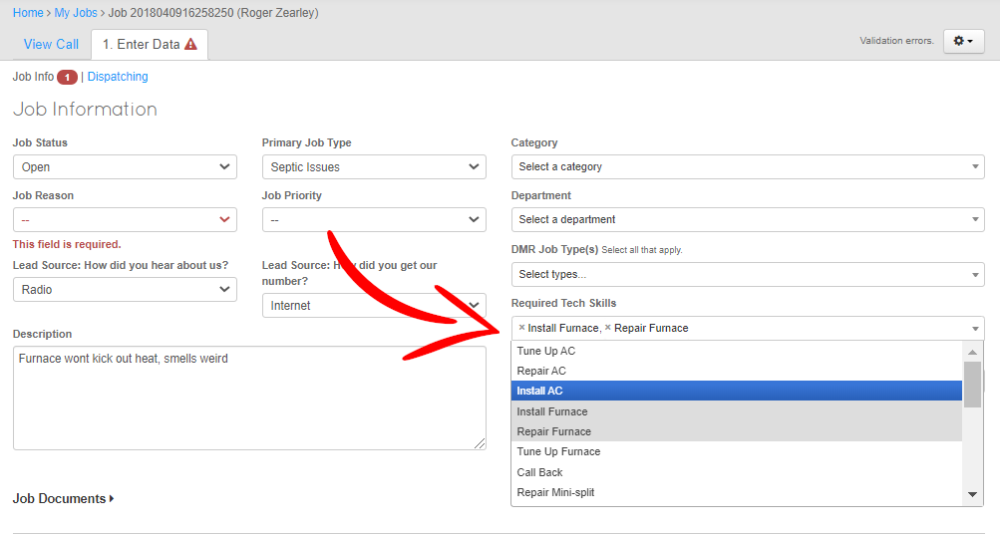 Home > My Jobs > Job 2018040916258250 (Roger Zearley)
View Call
1. Enter Data
Validation errors.
Job Info 1 | Dispatching
Job Information
Job Status
Open
Primary Job Type
Septic Issues
Category
Select a category
Job Reason
--
This field is required.
Job Priority
--
Department
Select a department
Lead Source: How did you hear about us?
Radio
Lead Source: How did you get our
number?
Internet
DMR Job Type(s) Select all that apply.
Select types...
Required Tech Skills
× Install Furnace, × Repair Furnace
Tune Up AC
Repair AC
Install AC
Install Furnace
Repair Furnace
Tune Up Furnace
Call Back
Repair Mini-split
Description
Furnace wont kick out heat, smells weird
Job Documents